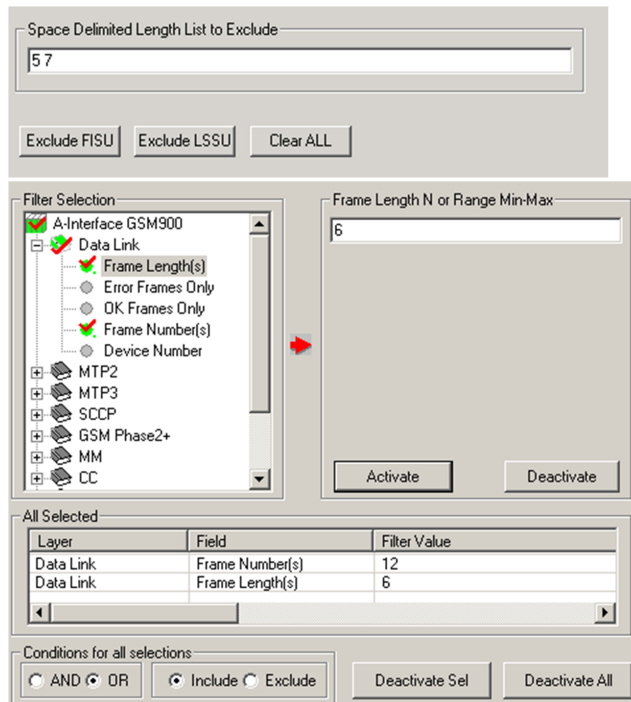 Space Delimited Length List to Exclude
5 7
Exclude FISU Exclude LSSU Clear ALL
Filter Selection
A-Interface GSM900
Data Link
Frame Length(s)
Error Frames Only
OK Frames Only
Frame Number(s)
Device Number
MTP2
MTP3
SCCP
GSM Phase2+
MM
CC
Frame Length N or Range Min-Max
6
Activate Deactivate
All Selected
Layer Field Filter Value
Data Link Frame Number(s) 12
Data Link Frame Length(s) 6
Conditions for all selections
AND OR Include Exclude Deactivate Sel Deactivate All